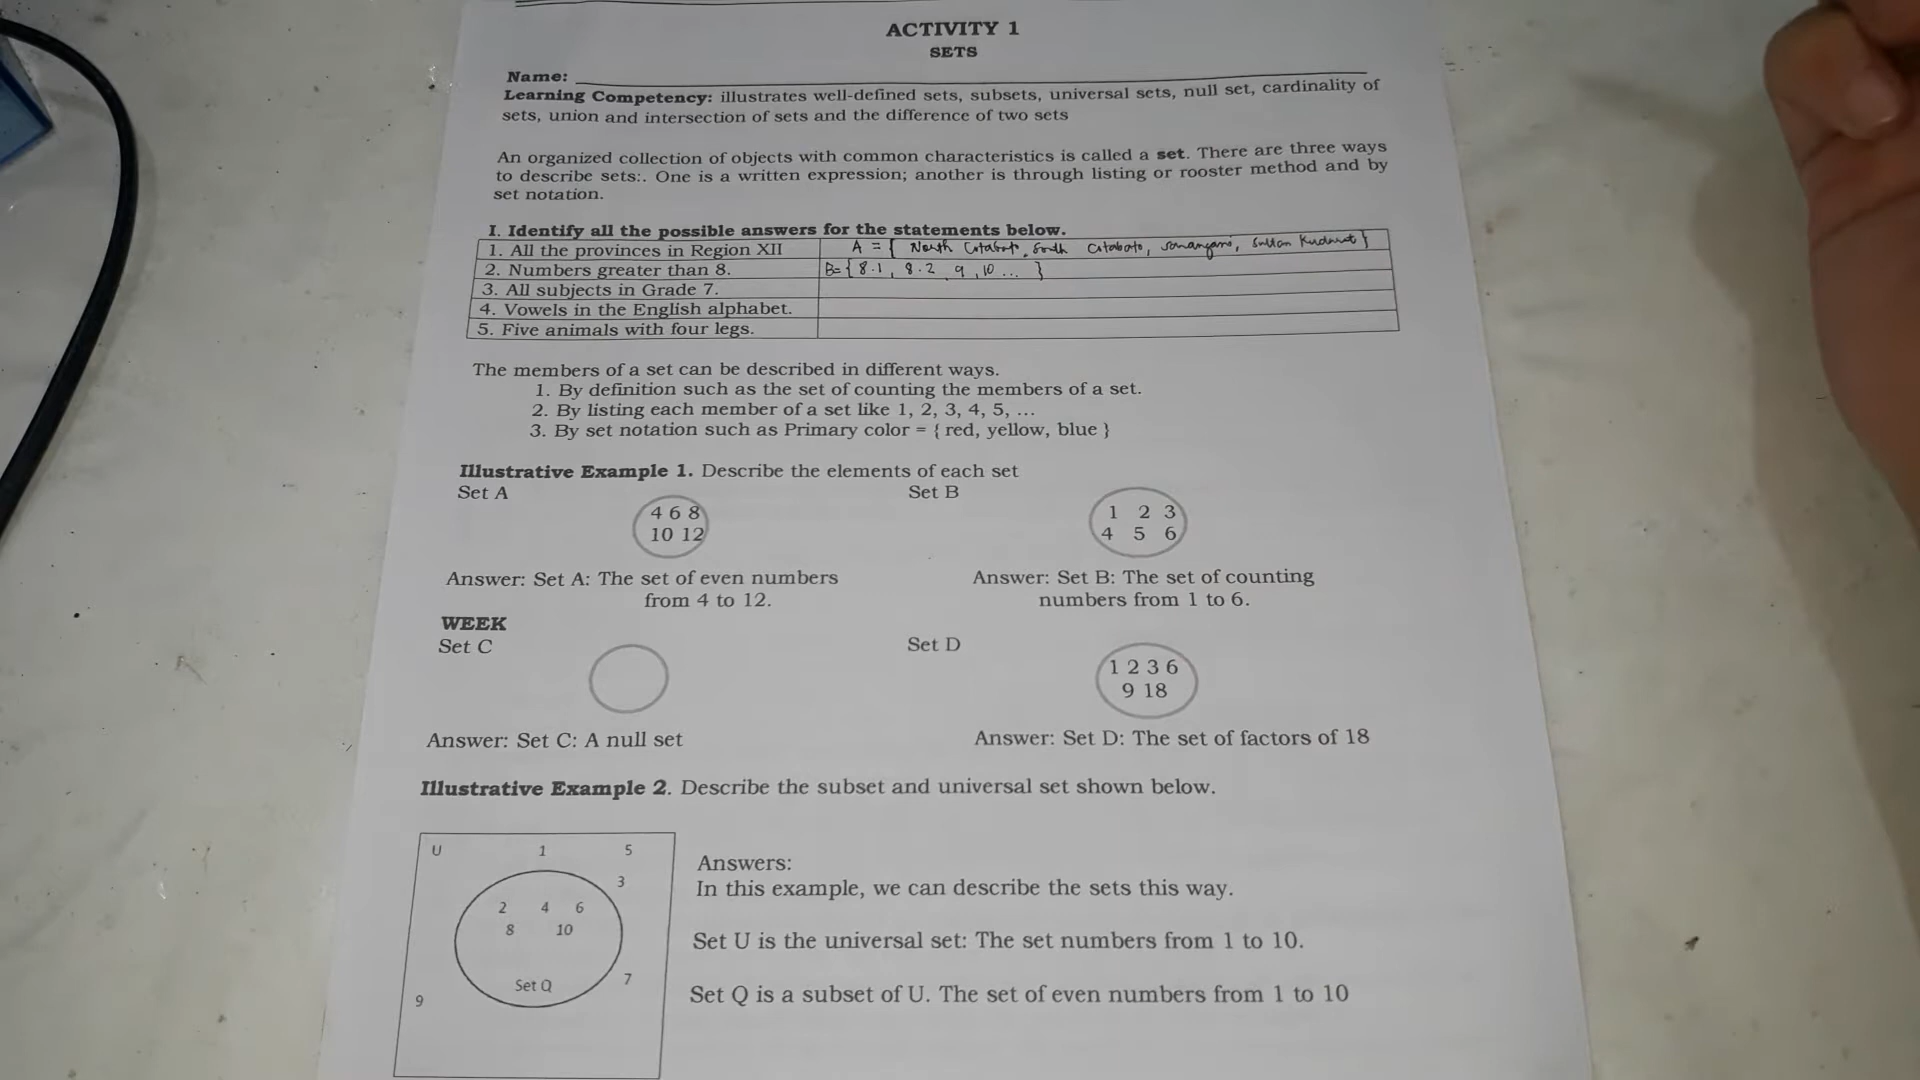 ACTIVITY 1
SETS
Name:
Learning Competency: illustrates well-defined sets, subsets, universal sets, null set, cardinality of
sets, union and intersection of sets and the difference of two sets
An organized collection of objects with common characteristics is called a set. There are three ways
to describe sets:. One is a written expression; another is through listing or rooster method and by
set notation.
I. Identify all the possible answers for the statements below.
1. All the provinces in Region XII A = { North Cotabato, South Cotabato, Sarangani, Sultan Kudarat }
2. Numbers greater than 8. B= { 8.1, 8.2 9, 10 ... }
3. All subjects in Grade 7.
4. Vowels in the English alphabet.
5. Five animals with four legs.
The members of a set can be described in different ways.
1. By definition such as the set of counting the members of a set.
2. By listing each member of a set like 1, 2, 3, 4, 5, ...
3. By set notation such as Primary color = { red, yellow, blue }
Illustrative Example 1. Describe the elements of each set
Set A Set B
4 6 8 1 2 3
10 12 4 5 6
Answer: Set A: The set of even numbers Answer: Set B: The set of counting
from 4 to 12. numbers from 1 to 6.
WEEK
Set C Set D
1 2 3 6
9 18
Answer: Set C: A null set Answer: Set D: The set of factors of 18
Illustrative Example 2. Describe the subset and universal set shown below.
U 1 5
3
2 4 6
8 10
Set Q 7
9
Answers:
In this example, we can describe the sets this way.
Set U is the universal set: The set numbers from 1 to 10.
Set Q is a subset of U. The set of even numbers from 1 to 10